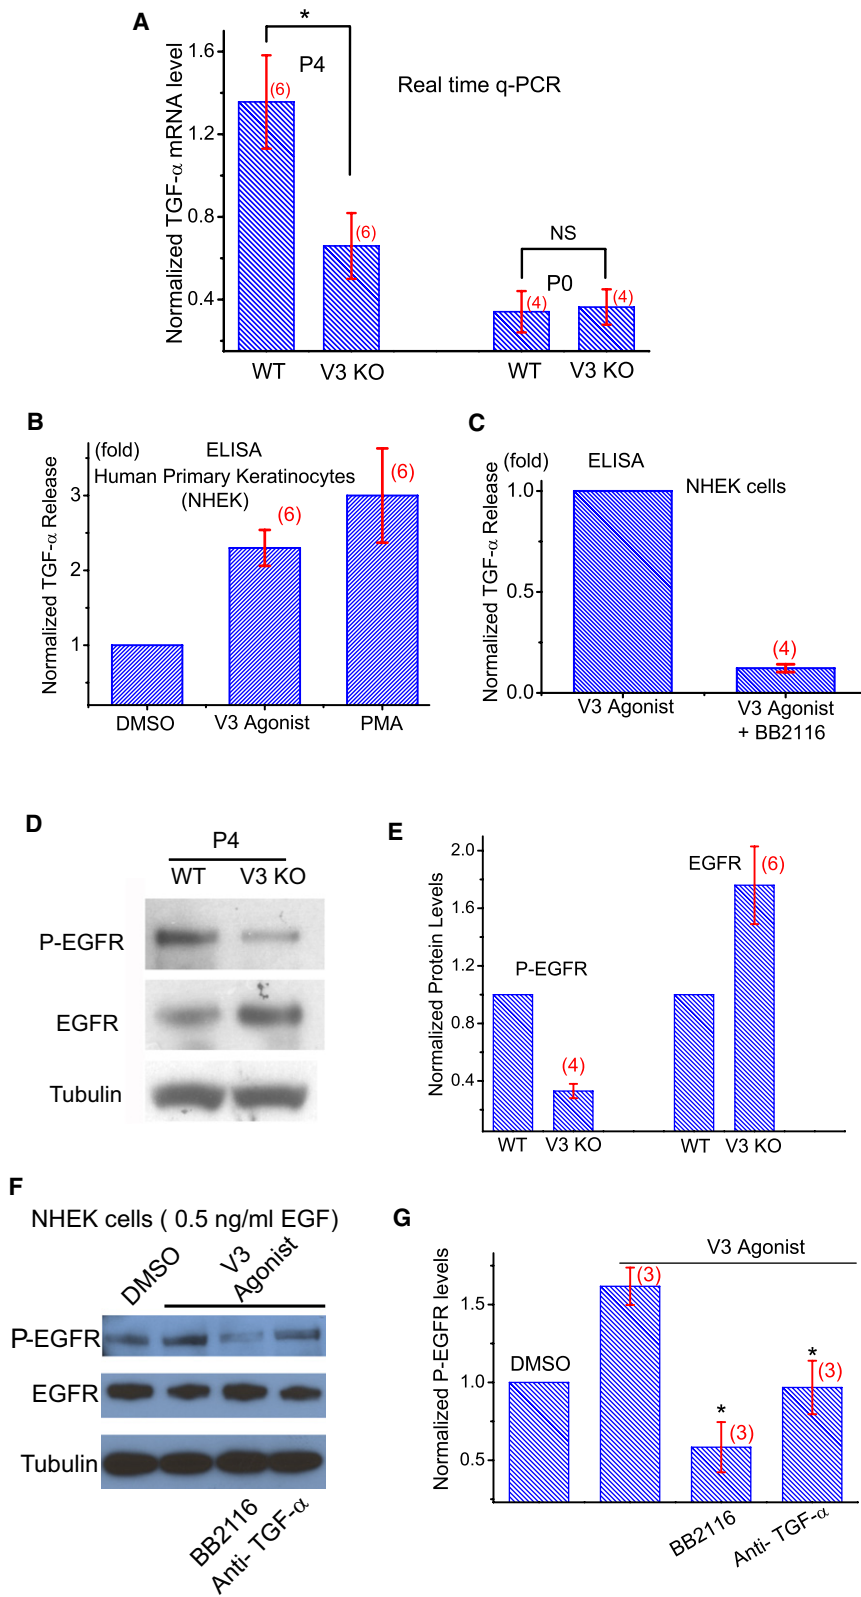 A
*
P4
Real time q-PCR
Normalized TGF-α mRNA level
1.6
1.2
0.8
0.4
(6)
(6)
NS
P0
(4)
(4)
WT
V3 KO
WT
V3 KO
B
(fold)
ELISA
Human Primary Keratinocytes
(NHEK)
Normalized TGF-α Release
3
2
1
(6)
(6)
DMSO
V3 Agonist
PMA
C
(fold)
ELISA
NHEK cells
Normalized TGF-α Release
1.0
0.5
0.0
(4)
V3 Agonist
V3 Agonist
+ BB2116
D
P4
WT
V3 KO
P-EGFR
EGFR
Tubulin
E
Normalized Protein Levels
2.0
1.6
1.2
0.8
0.4
P-EGFR
EGFR
(4)
(6)
WT
V3 KO
WT
V3 KO
F
NHEK cells ( 0.5 ng/ml EGF)
DMSO
V3
Agonist
P-EGFR
EGFR
Tubulin
BB2116
Anti- TGF-α
G
V3 Agonist
Normalized P-EGFR levels
1.5
1.0
0.5
DMSO
(3)
*
(3)
*
(3)
BB2116
Anti- TGF-α